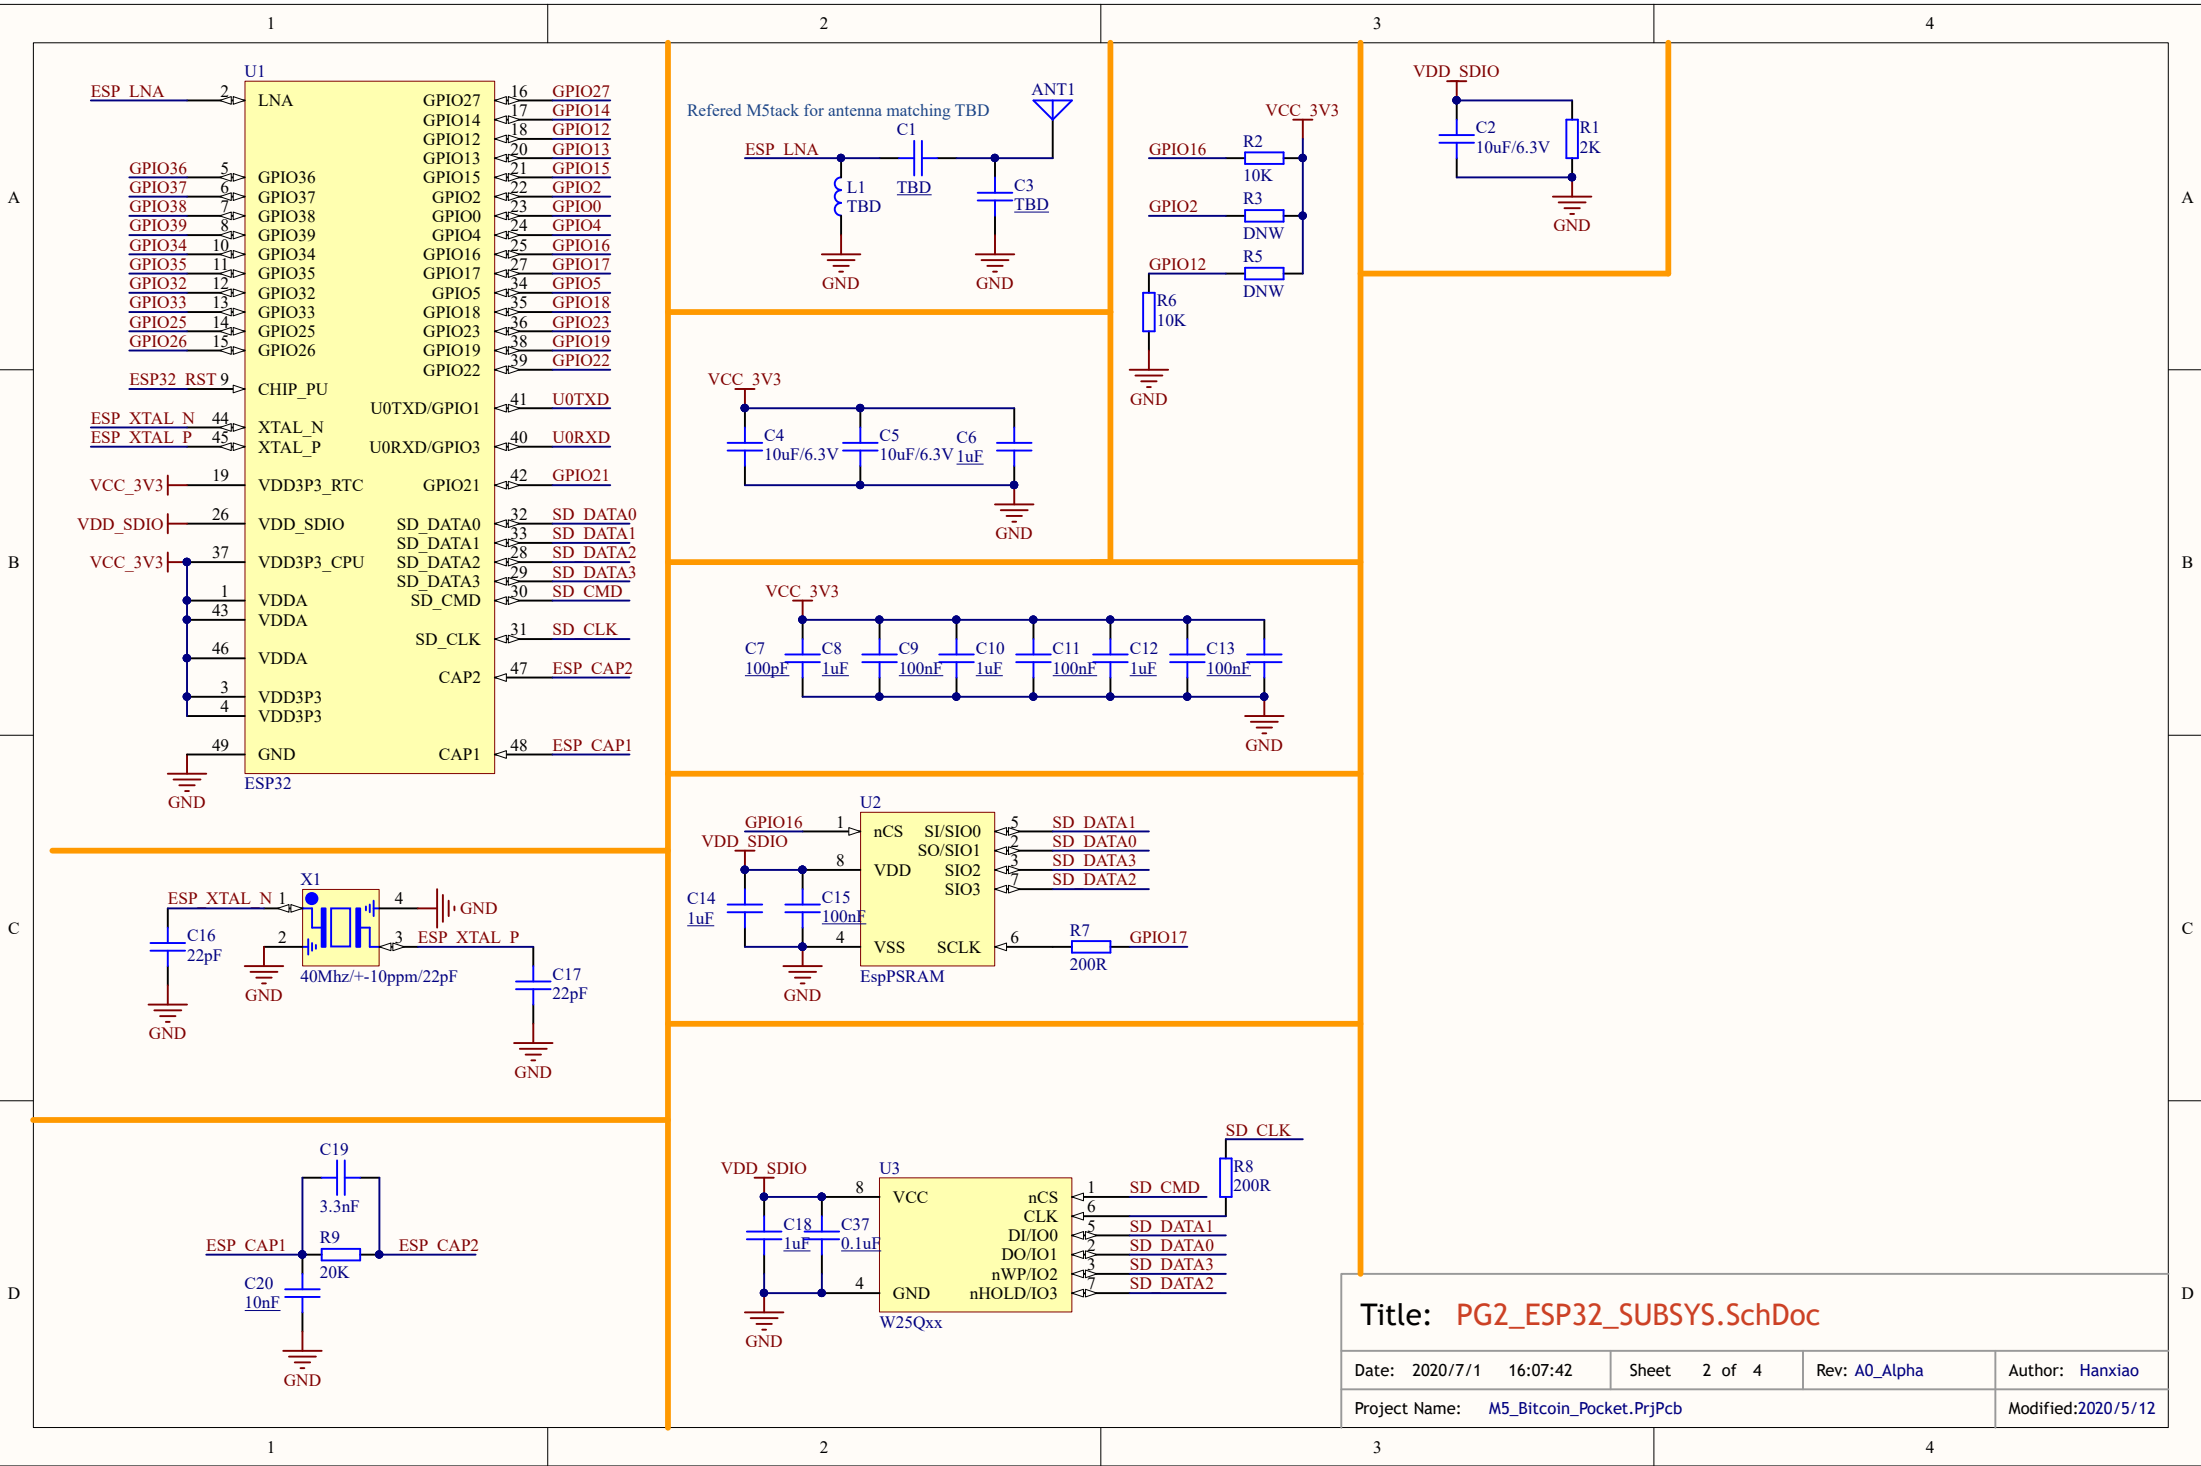 1 2 3 4
A
B
C
D
U1
ESP_LNA 2 LNA
GPIO36 5 GPIO36
GPIO37 6 GPIO37
GPIO38 7 GPIO38
GPIO39 8 GPIO39
GPIO34 10 GPIO34
GPIO35 11 GPIO35
GPIO32 12 GPIO32
GPIO33 13 GPIO33
GPIO25 14 GPIO25
GPIO26 15 GPIO26
ESP32_RST 9 CHIP_PU
ESP_XTAL_N 44 XTAL_N
ESP_XTAL_P 45 XTAL_P
VCC_3V3 19 VDD3P3_RTC
VDD_SDIO 26 VDD_SDIO
VCC_3V3 37 VDD3P3_CPU
1 VDDA
43 VDDA
46 VDDA
3 VDD3P3
4 VDD3P3
49 GND
GND
GPIO27 16 GPIO27
GPIO14 17 GPIO14
GPIO12 18 GPIO12
GPIO13 20 GPIO13
GPIO15 21 GPIO15
GPIO2 22 GPIO2
GPIO0 23 GPIO0
GPIO4 24 GPIO4
GPIO16 25 GPIO16
GPIO17 27 GPIO17
GPIO5 34 GPIO5
GPIO18 35 GPIO18
GPIO23 36 GPIO23
GPIO19 38 GPIO19
GPIO22 39 GPIO22
U0TXD/GPIO1 41 U0TXD
U0RXD/GPIO3 40 U0RXD
GPIO21 42 GPIO21
SD_DATA0 32 SD_DATA0
SD_DATA1 33 SD_DATA1
SD_DATA2 28 SD_DATA2
SD_DATA3 29 SD_DATA3
SD_CMD 30 SD_CMD
SD_CLK 31 SD_CLK
CAP2 47 ESP_CAP2
CAP1 48 ESP_CAP1
ESP32
X1
ESP_XTAL_N 1 4 GND
2 3 ESP_XTAL_P
C16
22pF
GND
GND
40Mhz/+-10ppm/22pF
C17
22pF
GND
C19
3.3nF
ESP_CAP1 R9 ESP_CAP2
20K
C20
10nF
GND
Refered M5stack for antenna matching TBD
ANT1
ESP_LNA C1
TBD
L1
TBD
C3
TBD
GND GND
VCC_3V3
C4
10uF/6.3V
C5
10uF/6.3V
C6
1uF
GND
VCC_3V3
GPIO16 R2
10K
GPIO2 R3
DNW
GPIO12 R5
DNW
R6
10K
GND
VDD_SDIO
C2
10uF/6.3V
R1
2K
GND
VCC_3V3
C7 C8 C9 C10 C11 C12 C13
100pF 1uF 100nF 1uF 100nF 1uF 100nF
GND
U2
GPIO16 1 nCS SI/SIO0 5 SD_DATA1
SO/SIO1 2 SD_DATA0
VDD_SDIO 8 VDD SIO2 3 SD_DATA3
SIO3 7 SD_DATA2
C14
1uF
C15
100nF
4 VSS SCLK 6 R7 GPIO17
200R
GND
EspPSRAM
SD_CLK
R8
200R
VDD_SDIO
U3
8 VCC nCS 1 SD_CMD
CLK 6
C18
1uF
C37
0.1uF
DI/IO0 5 SD_DATA1
DO/IO1 2 SD_DATA0
nWP/IO2 3 SD_DATA3
4 GND nHOLD/IO3 7 SD_DATA2
GND
W25Qxx
A
B
C
D
Title: PG2_ESP32_SUBSYS.SchDoc
Date: 2020/7/1 16:07:42 Sheet 2 of 4 Rev: A0_Alpha Author: Hanxiao
Project Name: M5_Bitcoin_Pocket.PrjPcb Modified:2020/5/12
1 2 3 4